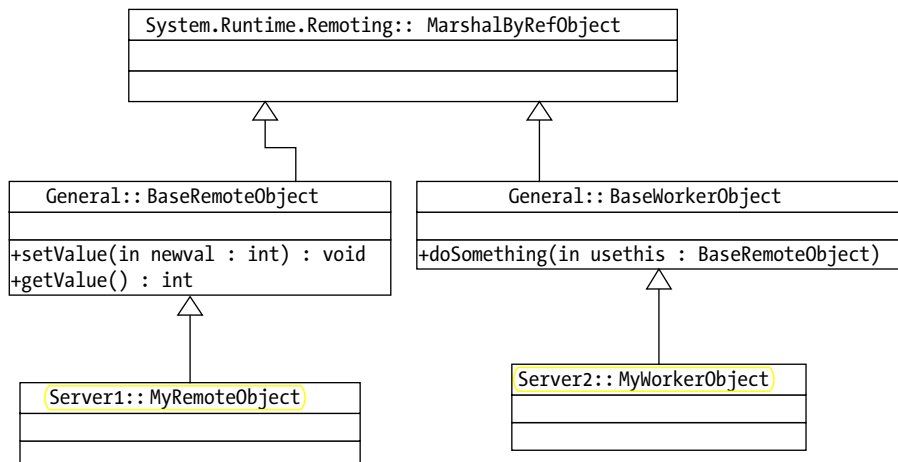 System.Runtime.Remoting:: MarshalByRefObject
General::BaseRemoteObject
+setValue(in newval : int) : void
+getValue() : int
General::BaseWorkerObject
+doSomething(in usethis : BaseRemoteObject)
Server1::MyRemoteObject
Server2::MyWorkerObject